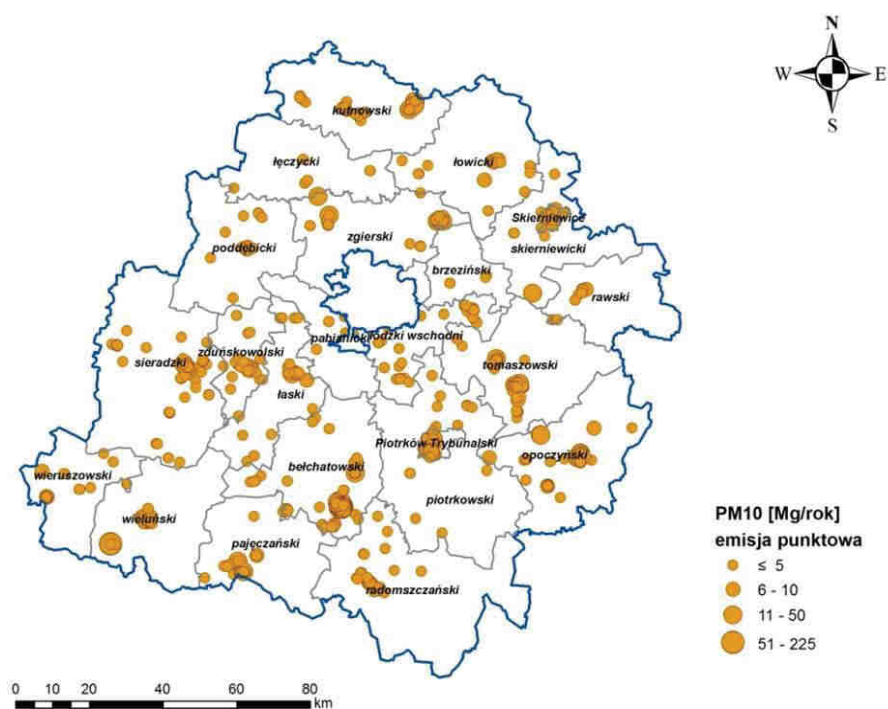 N
W E
S
kutnowski
łęczycki
łowicki
Skierniewice
zgierski
skierniewicki
poddębicki
brzeziński
rawski
pabianicki łódzki wschodni
zduńskowolski
sieradzki
tomaszowski
łaski
Piotrków Trybunalski
opoczyński
bełchatowski
wieruszowski
piotrkowski
wieluński
pajęczański
radomszczański
PM10 [Mg/rok]
emisja punktowa
≤ 5
6 - 10
11 - 50
51 - 225
0 10 20 40 60 80
km